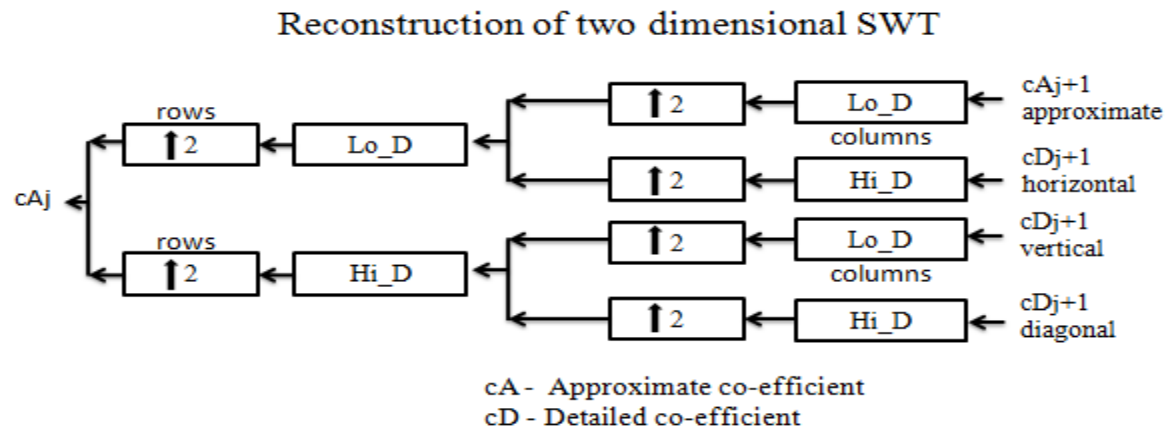 Reconstruction of two dimensional SWT
cAj+1
approximate
rows
⬆2
Lo_D
⬆2
Lo_D
columns
cDj+1
horizontal
⬆2
Hi_D
cAj
cDj+1
vertical
rows
⬆2
Hi_D
⬆2
Lo_D
columns
cDj+1
diagonal
⬆2
Hi_D
cA - Approximate co-efficient
cD - Detailed co-efficient